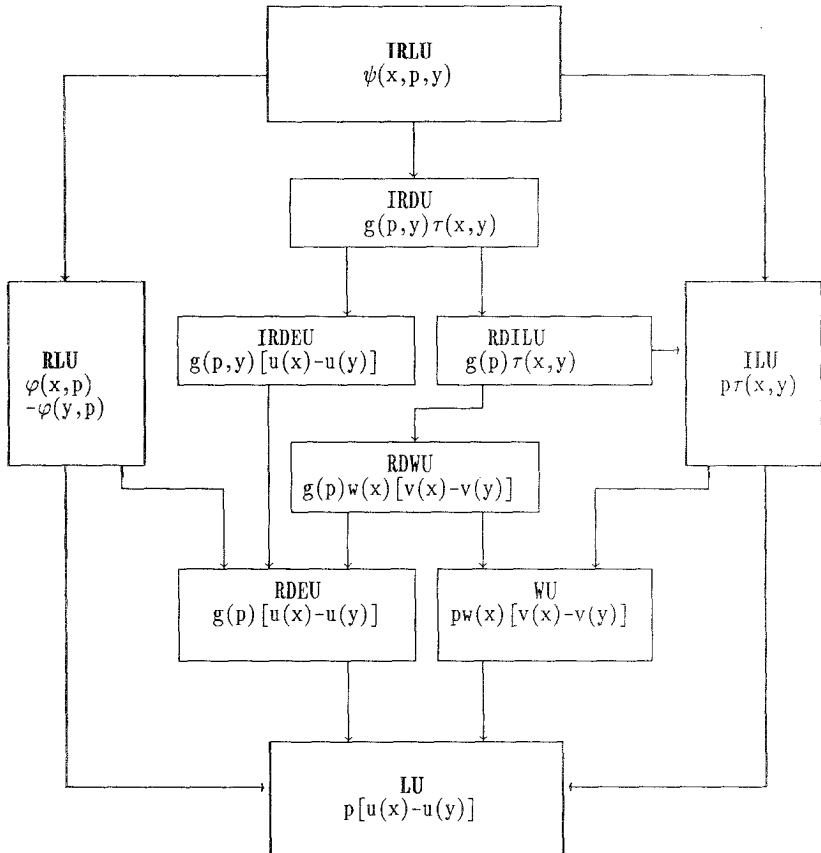 IRLU
ψ(x,p,y)
IRDU
g(p,y)τ(x,y)
RLU
φ(x,p)
-φ(y,p)
IRDEU
g(p,y)[u(x)-u(y)]
RDILU
g(p)τ(x,y)
ILU
pτ(x,y)
RDWU
g(p)w(x)[v(x)-v(y)]
RDEU
g(p)[u(x)-u(y)]
WU
pw(x)[v(x)-v(y)]
LU
p[u(x)-u(y)]